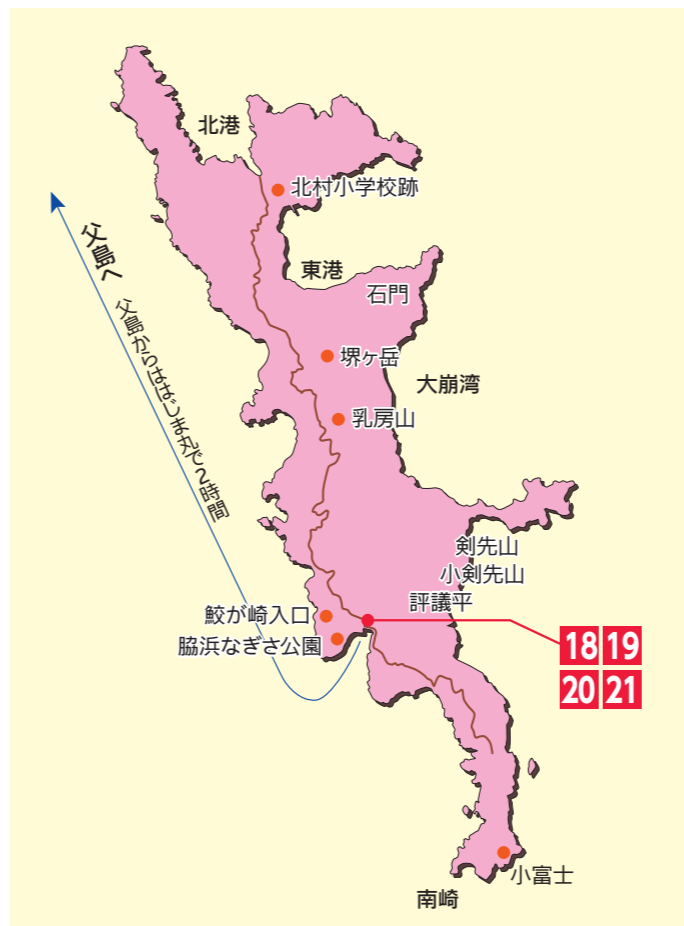 北港
北村小学校跡
父島へ
父島からははじま丸で2時間
東港
石門
堺ヶ岳
大崩湾
乳房山
剣先山
小剣先山
評議平
鮫が崎入口
脇浜なぎさ公園
18 19
20 21
小富士
南崎